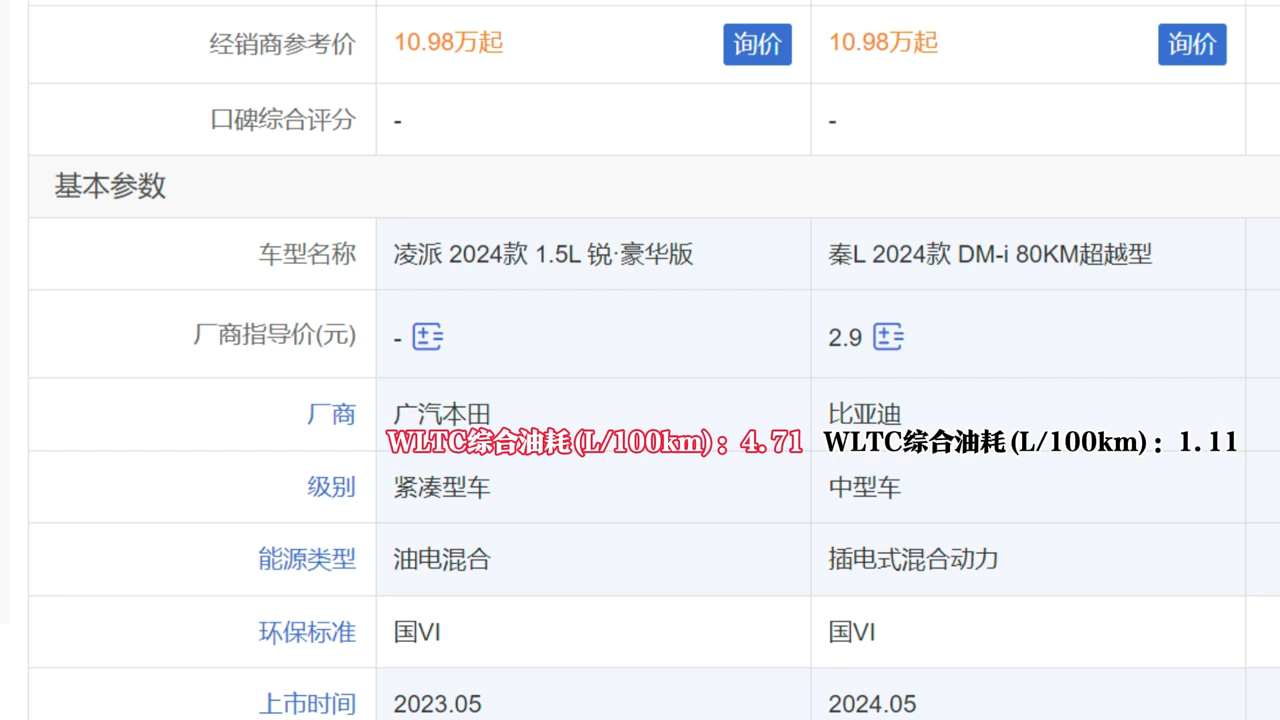 经销商参考价 10.98万起 询价 10.98万起 询价
口碑综合评分 - -
基本参数
车型名称 凌派 2024款 1.5L 锐·豪华版 秦L 2024款 DM-i 80KM超越型
厂商指导价(元) - 2.9
厂商 广汽本田 比亚迪
WLTC综合油耗(L/100km)：4.71 WLTC综合油耗(L/100km)：1.11
级别 紧凑型车 中型车
能源类型 油电混合 插电式混合动力
环保标准 国VI 国VI
上市时间 2023.05 2024.05